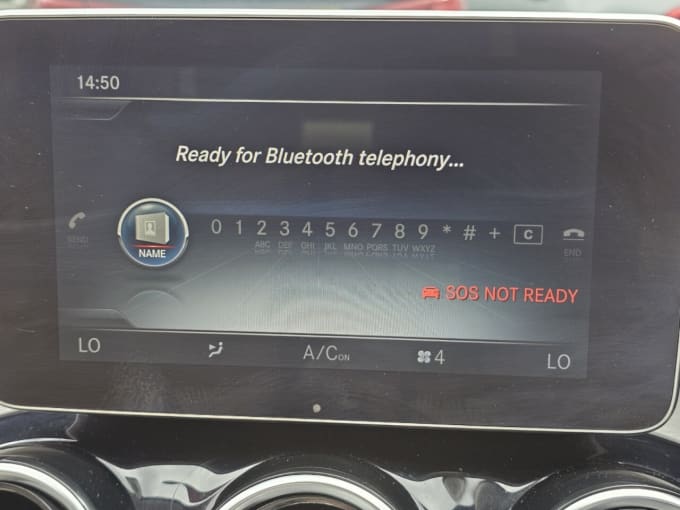 14:50
Ready for Bluetooth telephony...
SEND
NAME
0 1 2 3 4 5 6 7 8 9 * # + C
ABC DEF GHI JKL MNO PQRS TUV WXYZ
END
SOS NOT READY
LO A/C ON 4 LO